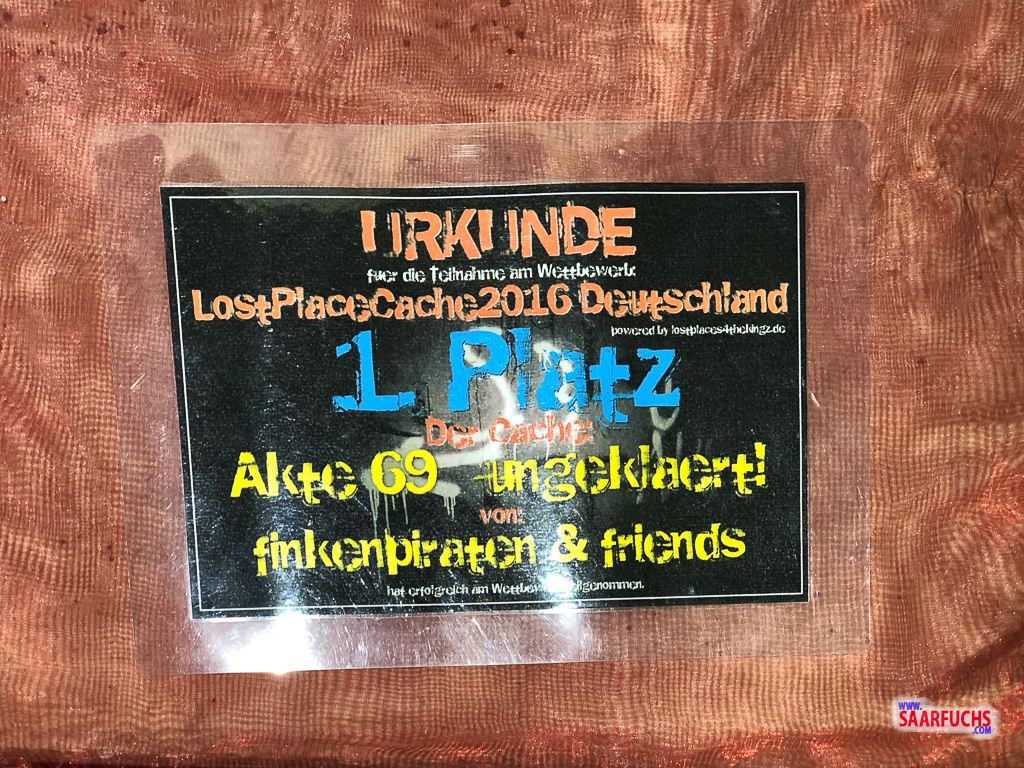 URKUNDE
fuer die Teilnahme am Wettbewerb:
LostPlaceCache2016 Deutschland
powered by lostplaces4thekingz.de
1. Platz
Der Cache:
Akte 69 -ungeklaert!
von:
finkenpiraten & friends
hat erfolgreich am
WWW.
SAARFUCHS
.COM